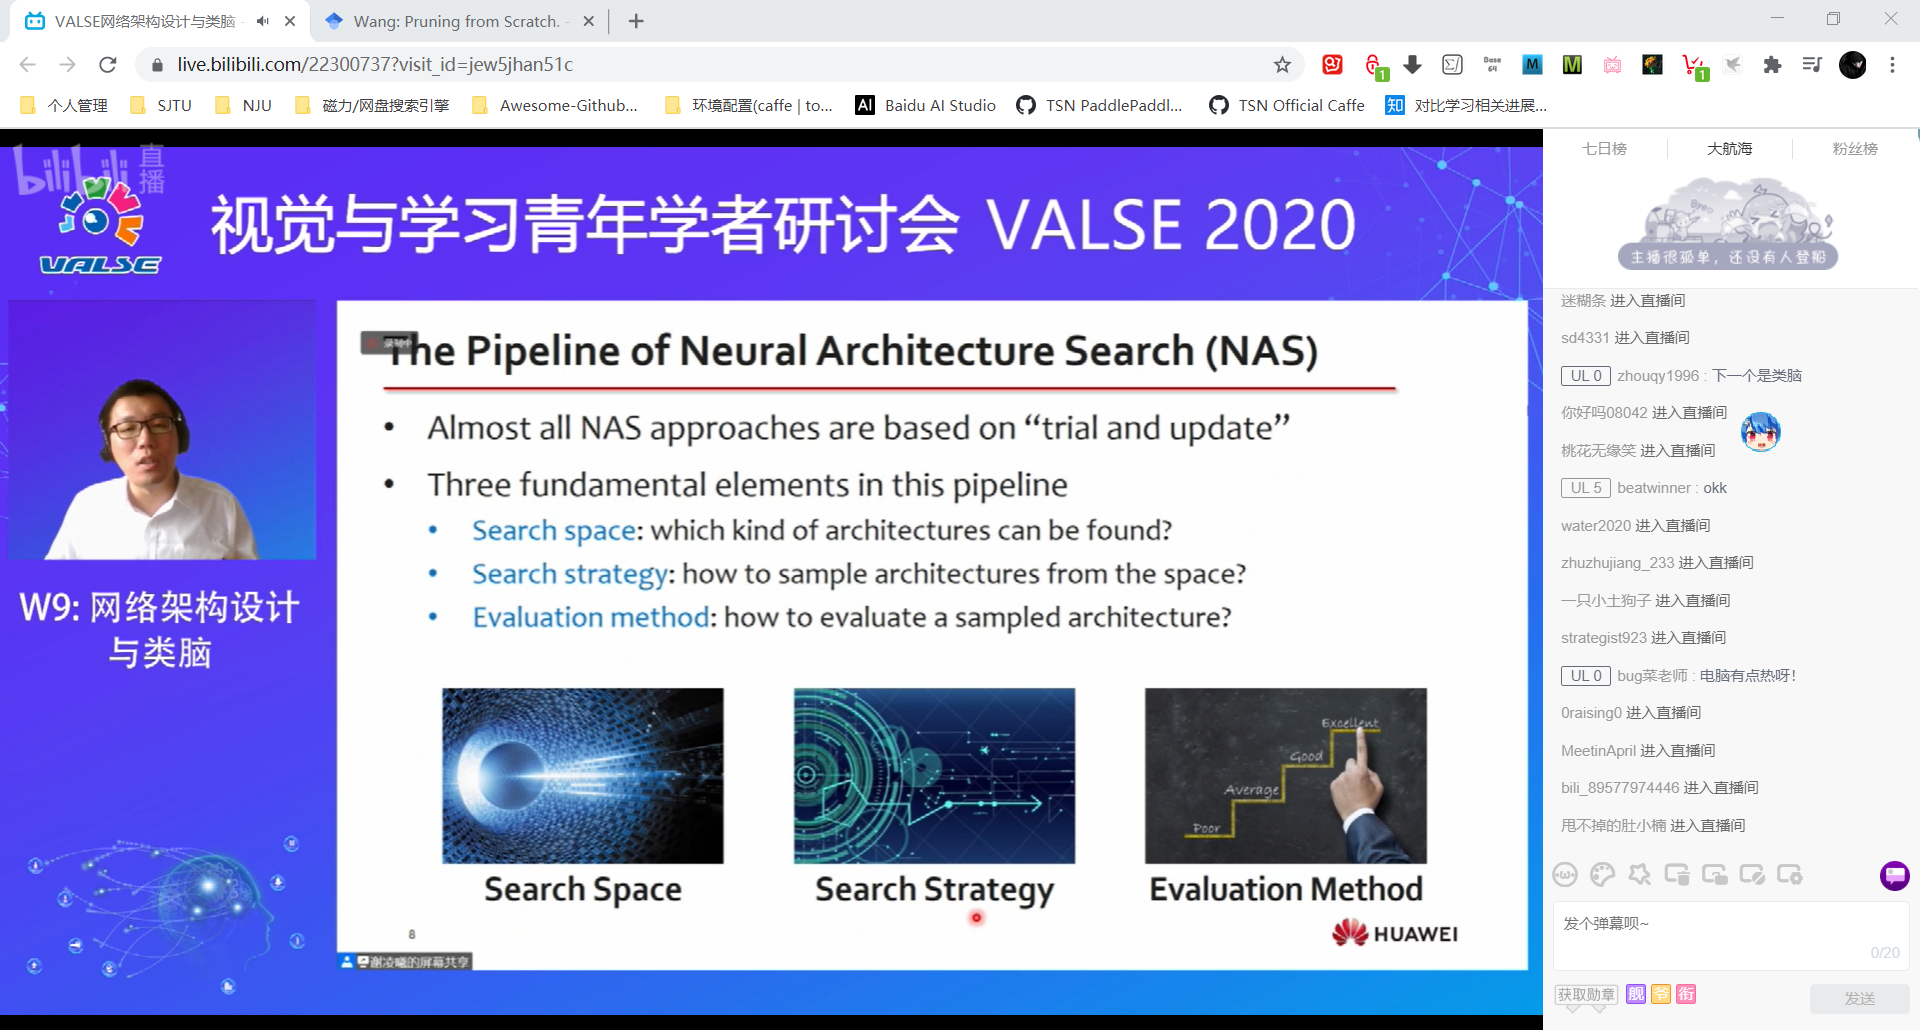 VALSE网络架构设计与类脑 -
Wang: Pruning from Scratch. -
live.bilibili.com/22300737?visit_id=jew5jhan51c
1
Base
64
M
M
1
个人管理
SJTU
NJU
磁力/网盘搜索引擎
Awesome-Github...
环境配置(caffe | to...
AI Baidu AI Studio
TSN PaddlePaddl...
TSN Official Caffe
知 对比学习相关进展...
bilibili 直播
VALSE
视觉与学习青年学者研讨会 VALSE 2020
W9: 网络架构设计
与类脑
The Pipeline of Neural Architecture Search (NAS)
• Almost all NAS approaches are based on “trial and update”
• Three fundamental elements in this pipeline
• Search space: which kind of architectures can be found?
• Search strategy: how to sample architectures from the space?
• Evaluation method: how to evaluate a sampled architecture?
Excellent
Good
Average
Poor
Search Space
Search Strategy
Evaluation Method
8
HUAWEI
谢凌曦的屏幕共享
七日榜
大航海
粉丝榜
主播很孤单，还没有人登船
迷糊条 进入直播间
sd4331 进入直播间
UL 0 zhouqy1996 : 下一个是类脑
你好吗08042 进入直播间
桃花无缘笑 进入直播间
UL 5 beatwinner : okk
water2020 进入直播间
zhuzhujiang_233 进入直播间
一只小土狗子 进入直播间
strategist923 进入直播间
UL 0 bug菜老师 : 电脑有点热呀!
0raising0 进入直播间
MeetinApril 进入直播间
bili_89577974446 进入直播间
甩不掉的肚小楠 进入直播间
发个弹幕呗~
0/20
获取勋章
舰 爷 衔
发送